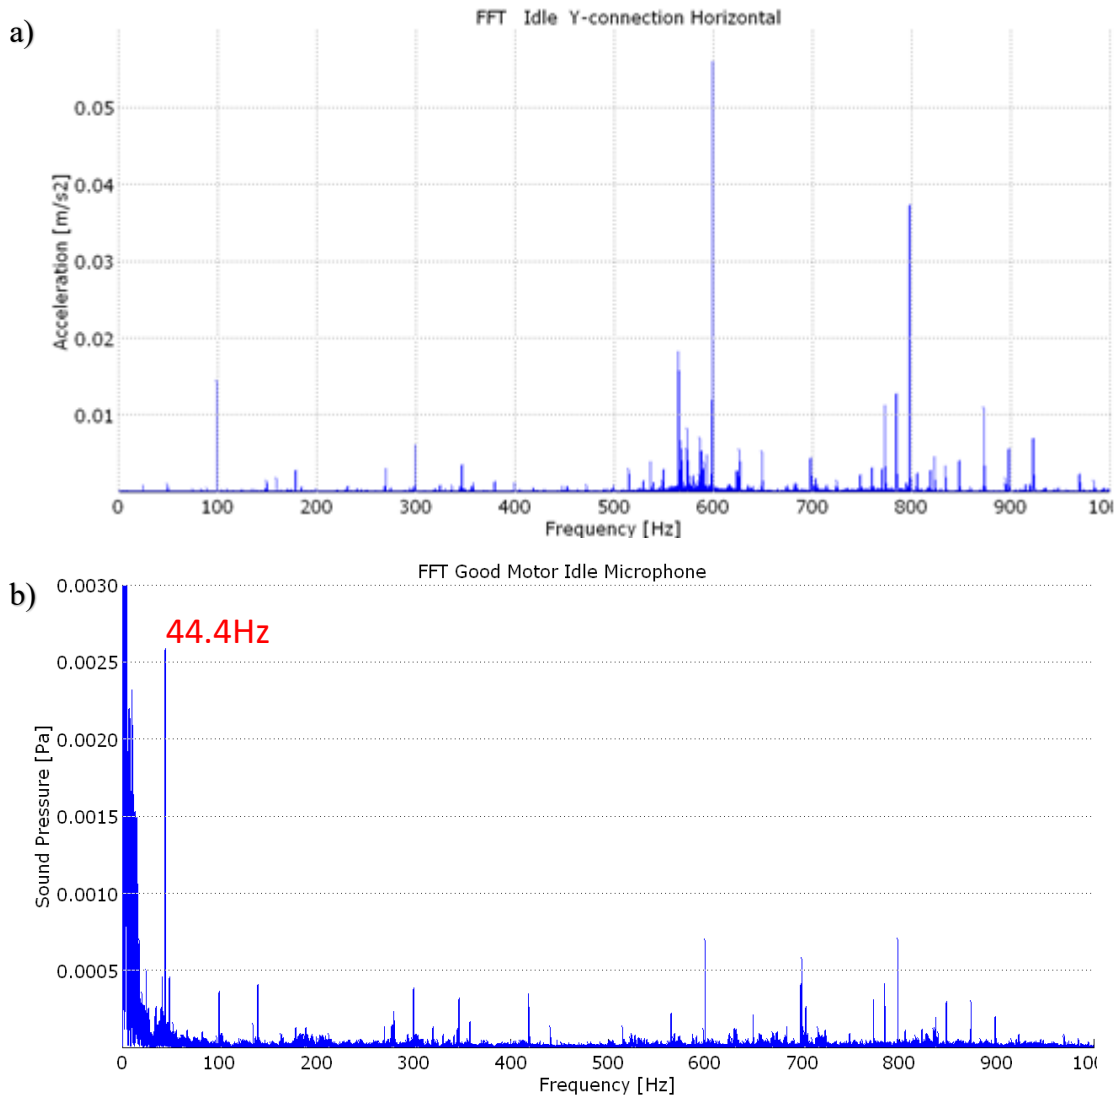 a)
FFT Idle Y-connection Horizontal
Acceleration [m/s2]
0.05
0.04
0.03
0.02
0.01
0 100 200 300 400 500 600 700 800 900 10(
Frequency [Hz]
b)
FFT Good Motor Idle Microphone
44.4Hz
Sound Pressure [Pa]
0.0030
0.0025
0.0020
0.0015
0.0010
0.0005
0 100 200 300 400 500 600 700 800 900 10(
Frequency [Hz]